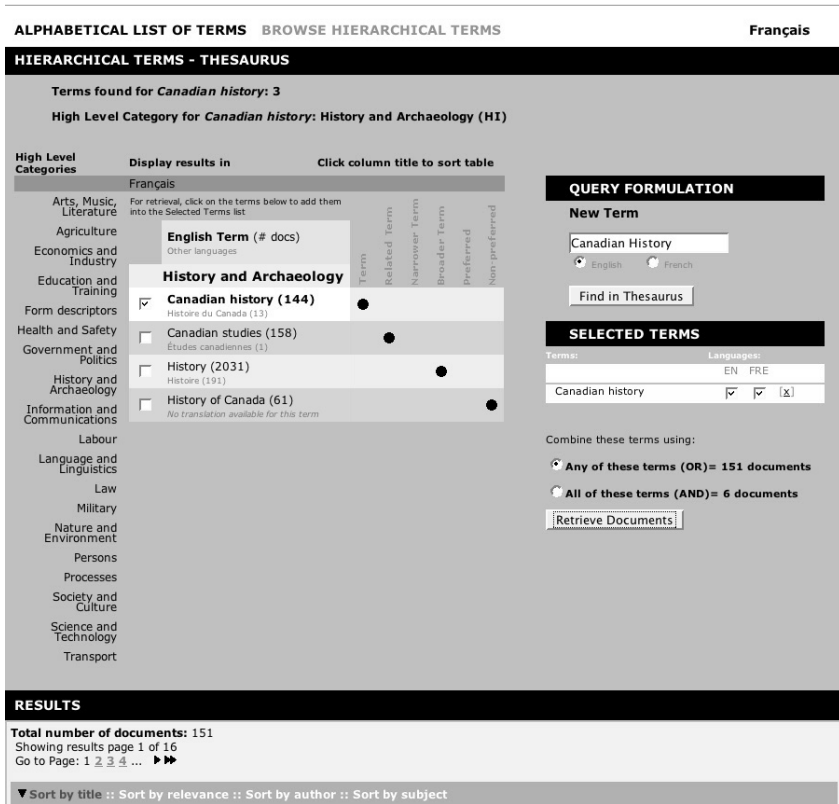 ALPHABETICAL LIST OF TERMS BROWSE HIERARCHICAL TERMS Français
HIERARCHICAL TERMS - THESAURUS
Terms found for Canadian history: 3
High Level Category for Canadian history: History and Archaeology (HI)
High Level
Categories
Display results in Click column title to sort table
Français
Arts, Music,
Literature
Agriculture
Economics and
Industry
Education and
Training
Form descriptors
Health and Safety
Government and
Politics
History and
Archaeology
Information and
Communications
Labour
Language and
Linguistics
Law
Military
Nature and
Environment
Persons
Processes
Society and
Culture
Science and
Technology
Transport
For retrieval, click on the terms below to add them
into the Selected Terms list
English Term (# docs)
Other languages
Term
Related Term
Narrower Term
Broader Term
Preferred
Non-preferred
History and Archaeology
Canadian history (144)
Histoire du Canada (13)
Canadian studies (158)
Études canadiennes (1)
History (2031)
Histoire (191)
History of Canada (61)
No translation available for this term
QUERY FORMULATION
New Term
Canadian History
English French
Find in Thesaurus
SELECTED TERMS
Terms: Languages:
EN FRE
Canadian history [x]
Combine these terms using:
Any of these terms (OR)= 151 documents
All of these terms (AND)= 6 documents
Retrieve Documents
RESULTS
Total number of documents: 151
Showing results page 1 of 16
Go to Page: 1 2 3 4 ...
Sort by title :: Sort by relevance :: Sort by author :: Sort by subject